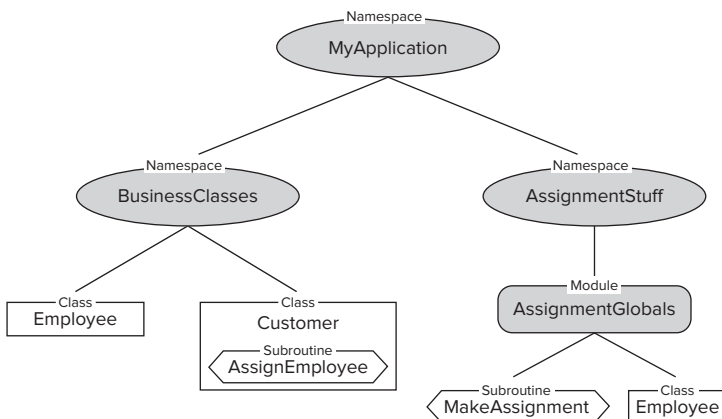 Namespace
MyApplication
Namespace
BusinessClasses
Namespace
AssignmentStuff
Class
Employee
Class
Customer
Subroutine
AssignEmployee
Module
AssignmentGlobals
Subroutine
MakeAssignment
Class
Employee